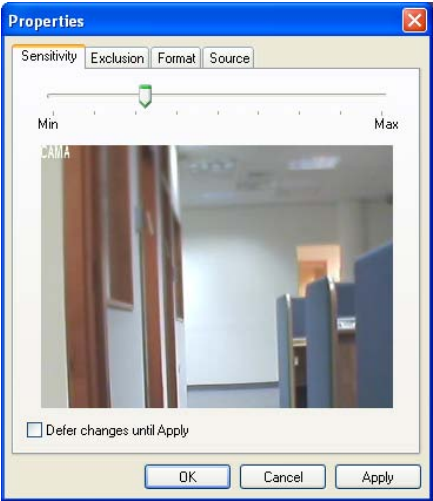 Properties
Sensitivity Exclusion Format Source
Min Max
CAMA
Defer changes until Apply
OK Cancel Apply